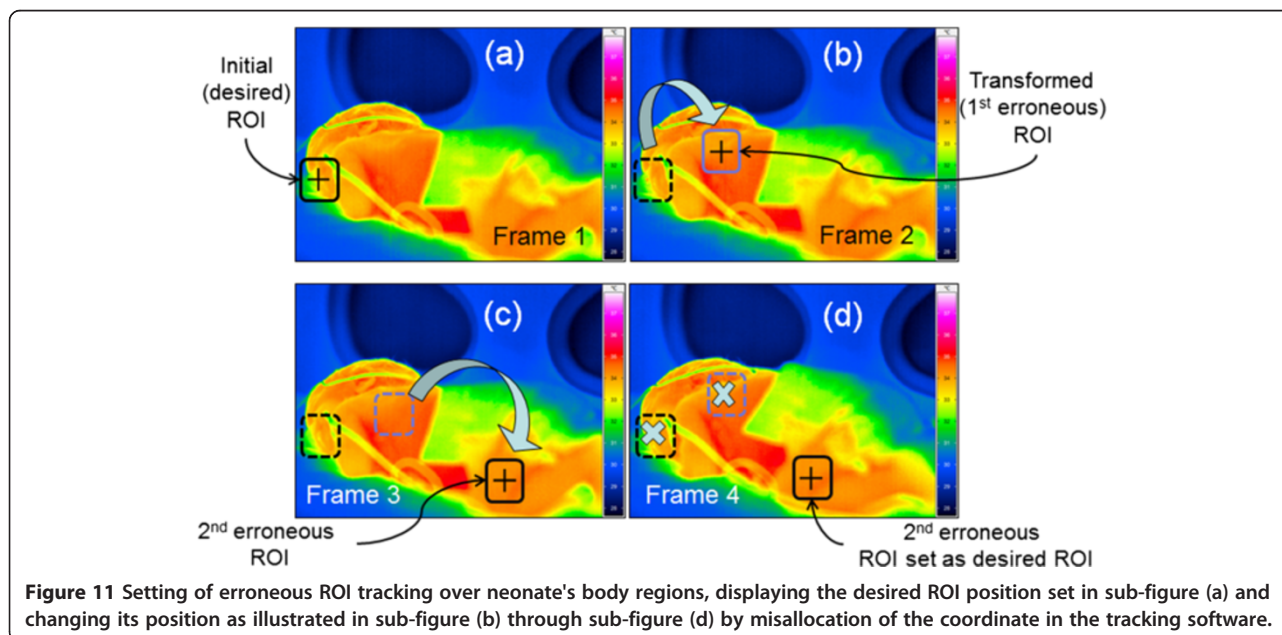 (a)
Initial
(desired)
ROI
Frame 1
(b)
Transformed
(1st erroneous)
ROI
Frame 2
(c)
Frame 3
2nd erroneous
ROI
(d)
Frame 4
2nd erroneous
ROI set as desired ROI
Figure 11 Setting of erroneous ROI tracking over neonate's body regions, displaying the desired ROI position set in sub-figure (a) and
changing its position as illustrated in sub-figure (b) through sub-figure (d) by misallocation of the coordinate in the tracking software.